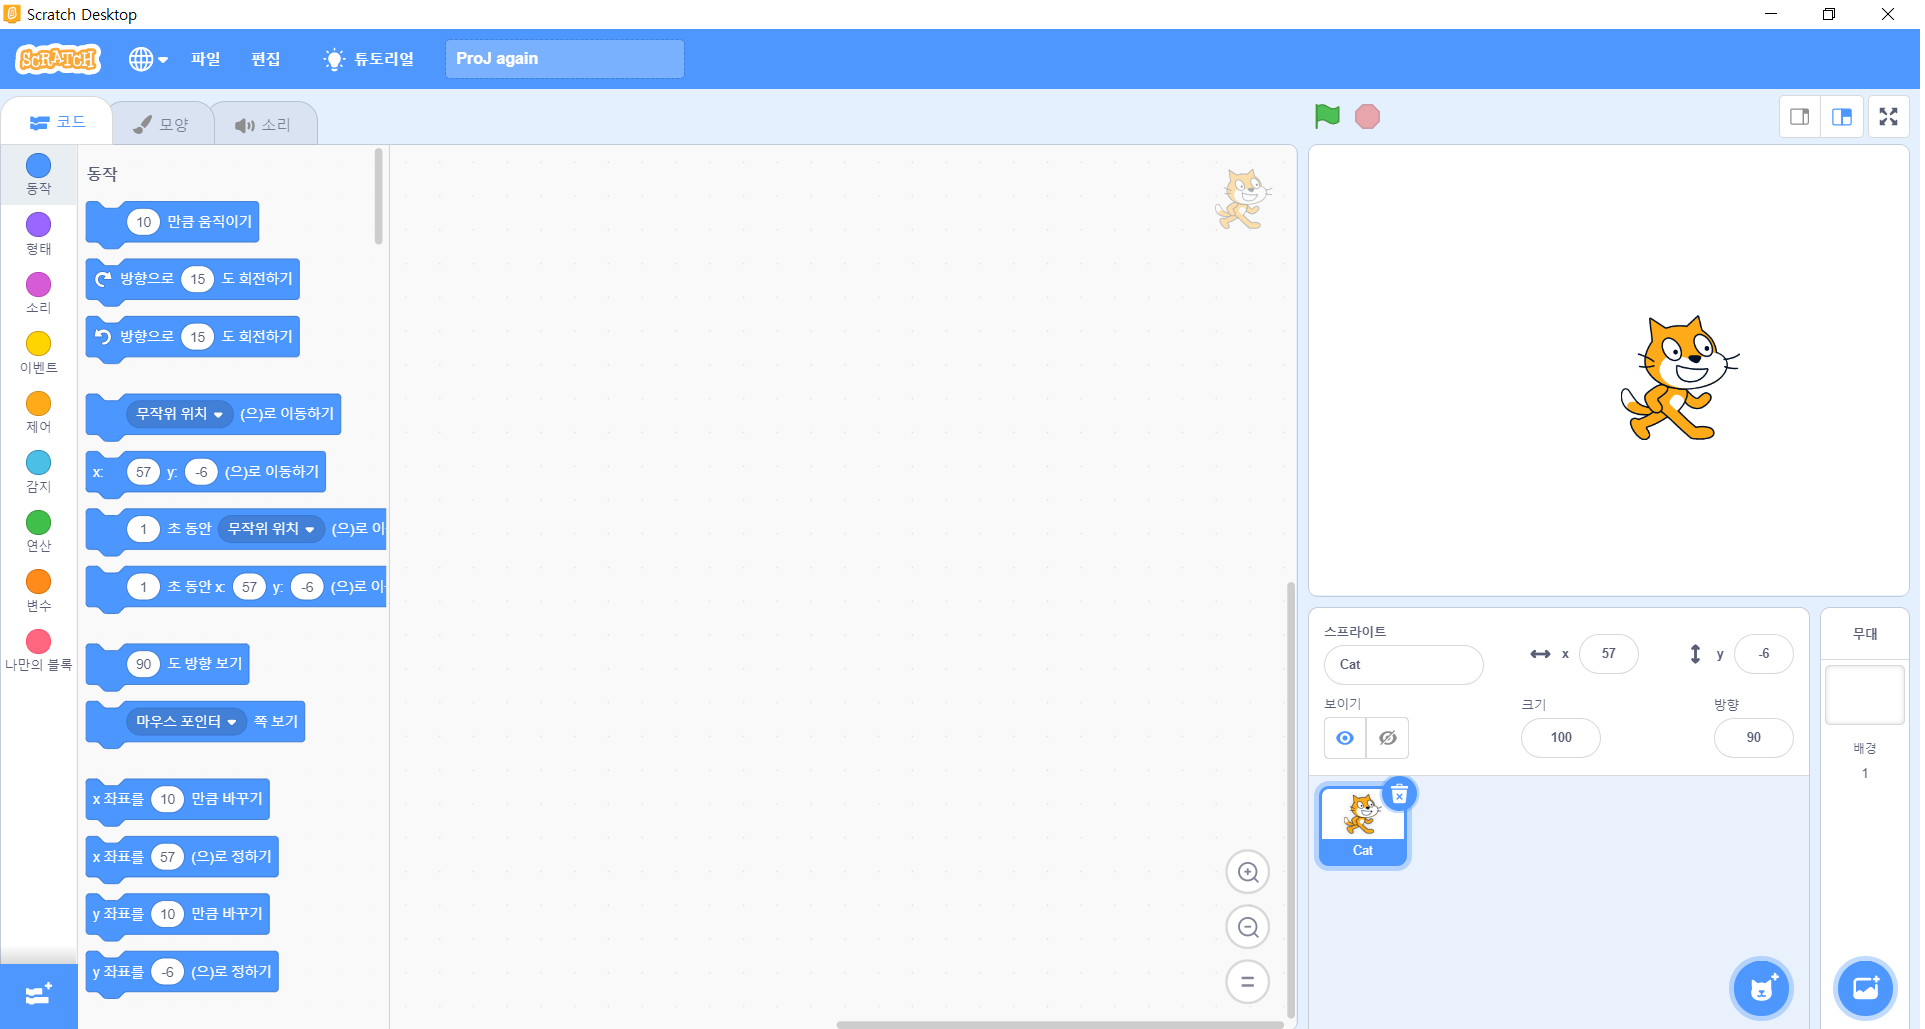 Scratch Desktop
SCRATCH 파일 편집 튜토리얼 ProJ again
코드 모양 소리
동작
형태
소리
이벤트
제어
감지
연산
변수
나만의 블록
동작
10 만큼 움직이기
방향으로 15 도 회전하기
방향으로 15 도 회전하기
무작위 위치 (으)로 이동하기
x: 57 y: -6 (으)로 이동하기
1 초 동안 무작위 위치 (으)로 이
1 초 동안 x: 57 y: -6 (으)로 이
90 도 방향 보기
마우스 포인터 쪽 보기
x 좌표를 10 만큼 바꾸기
x 좌표를 57 (으)로 정하기
y 좌표를 10 만큼 바꾸기
y 좌표를 -6 (으)로 정하기
스프라이트
Cat
x 57 y -6
보이기 크기 방향
100 90
Cat
무대
배경
1